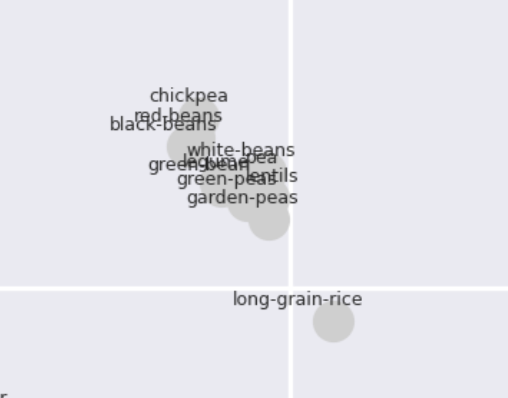 chickpea
red-beans
black-beans
white-beans
pea
legume
green-bean
lentils
green-peas
garden-peas
long-grain-rice
r